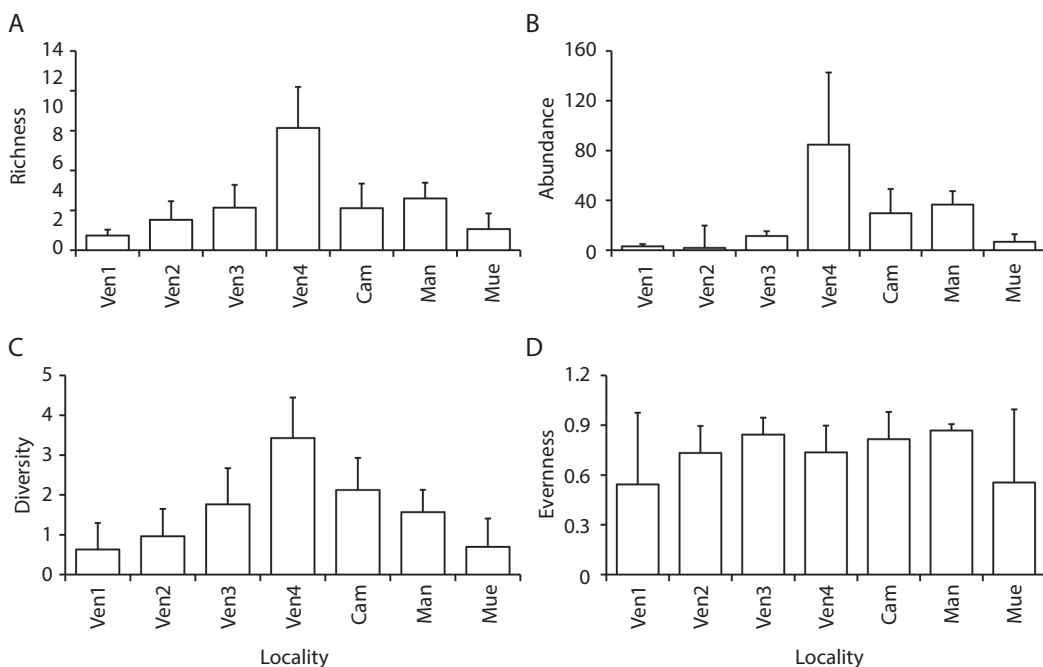 A
Richness
14
12
10
8
6
4
2
0
Ven1 Ven2 Ven3 Ven4 Cam Man Mue
B
Abundance
160
120
80
40
0
Ven1 Ven2 Ven3 Ven4 Cam Man Mue
C
Diversity
5
4
3
2
1
0
Ven1 Ven2 Ven3 Ven4 Cam Man Mue
Locality
D
Evernness
1.2
0.9
0.6
0.3
0
Ven1 Ven2 Ven3 Ven4 Cam Man Mue
Locality